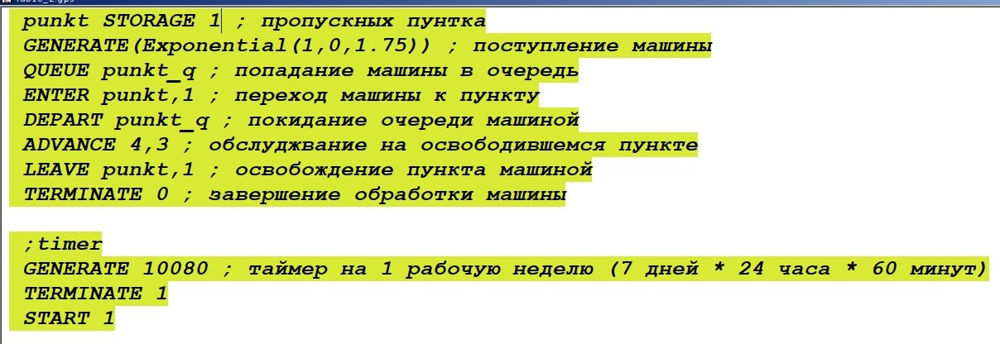 punkt STORAGE 1 ; пропускных пунтка
GENERATE(Exponential(1,0,1.75)) ; поступление машины
QUEUE punkt_q ; попадание машины в очередь
ENTER punkt,1 ; переход машины к пункту
DEPART punkt_q ; покидание очереди машиной
ADVANCE 4,3 ; обслуджвание на освободившемся пункте
LEAVE punkt,1 ; освобождение пункта машиной
TERMINATE 0 ; завершение обработки машины
;timer
GENERATE 10080 ; таймер на 1 рабочую неделю (7 дней * 24 часа * 60 минут)
TERMINATE 1
START 1